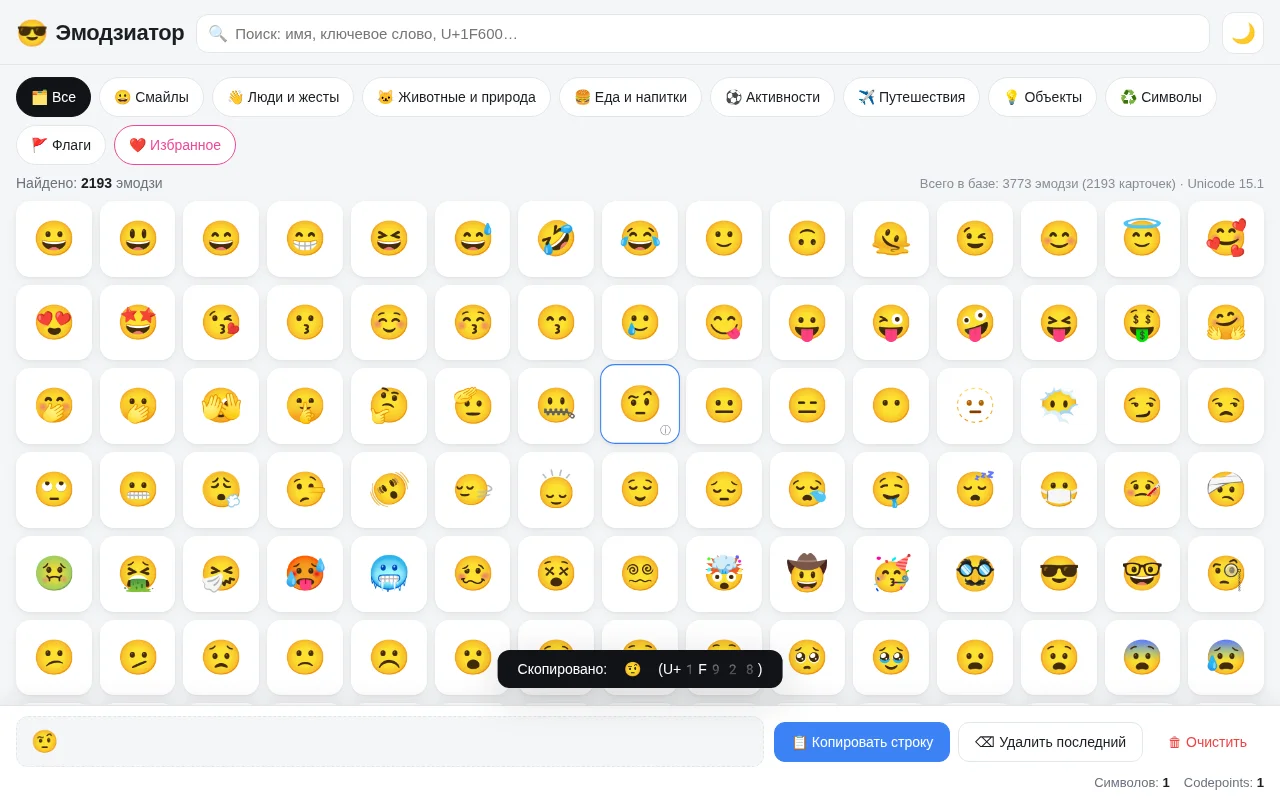 😎 Эмодзиатор
🔍 Поиск: имя, ключевое слово, U+1F600…
🌙
🗂️ Все
😀 Смайлы
👋 Люди и жесты
🐱 Животные и природа
🍔 Еда и напитки
⚽ Активности
✈️ Путешествия
💡 Объекты
♻️ Символы
🚩 Флаги
❤️ Избранное
Найдено: 2193 эмодзи
Всего в базе: 3773 эмодзи (2193 карточек) · Unicode 15.1
Скопировано: 🤨 (U+1F928)
🤨
📋 Копировать строку
⌫ Удалить последний
🗑 Очистить
Символов: 1 Codepoints: 1